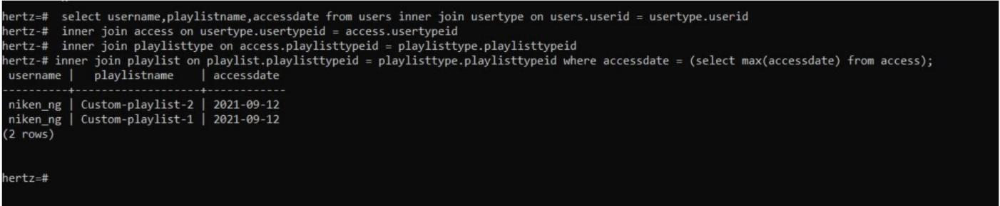 hertz=#  select username,playlistname,accessdate from users inner join usertype on users.userid = usertype.userid
hertz-#  inner join access on usertype.usertypeid = access.usertypeid
hertz-#  inner join playlisttype on access.playlisttypeid = playlisttype.playlisttypeid
hertz-# inner join playlist on playlist.playlisttypeid = playlisttype.playlisttypeid where accessdate = (select max(accessdate) from access);
 username |   playlistname    | accessdate
----------+-------------------+------------
 niken_ng | Custom-playlist-2 | 2021-09-12
 niken_ng | Custom-playlist-1 | 2021-09-12
(2 rows)
hertz=#